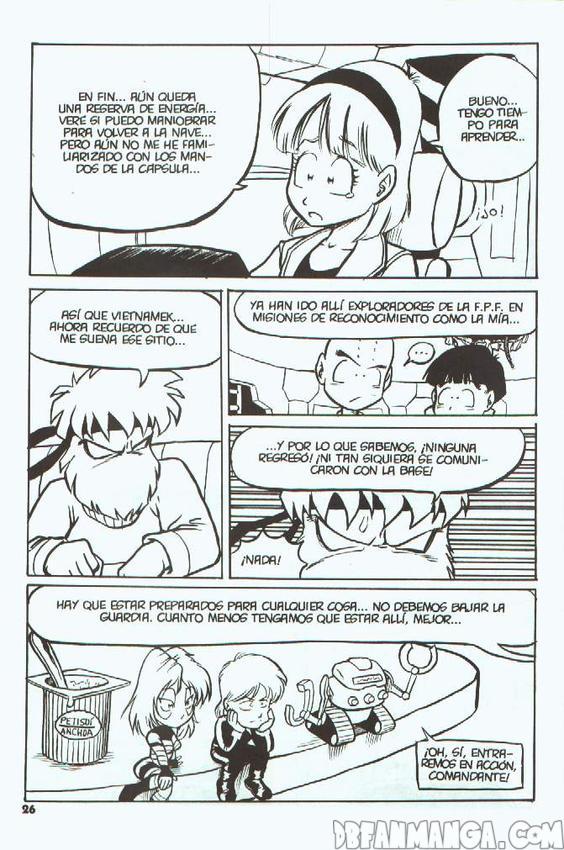 EN FIN... AÚN QUEDA
UNA RESERVA DE ENERGÍA...
VERÉ SI PUEDO MANIOBRAR
PARA VOLVER A LA NAVE...
PERO AÚN NO ME HE FAMI-
LIARIZADO CON LOS MAN-
DOS DE LA CAPSULA...
BUENO...
TENGO TIEM-
PO PARA
APRENDER...
¡JO!
ASÍ QUE VIETNAMEK...
AHORA RECUERDO DE QUE
ME SUENA ESE SITIO...
YA HAN IDO ALLÍ EXPLORADORES DE LA F.P.F. EN
MISIONES DE RECONOCIMIENTO COMO LA MÍA...
...
...Y POR LO QUE SABEMOS, ¡NINGUNA
REGRESÓ! ¡NI TAN SIQUIERA SE COMUNI-
CARON CON LA BASE!
¡NADA!
HAY QUE ESTAR PREPARADOS PARA CUALQUIER COSA... NO DEBEMOS BAJAR LA
GUARDIA. CUANTO MENOS TENGAMOS QUE ESTAR ALLÍ, MEJOR...
PETISUÍ
ANCHOA
¡OH, SÍ, ENTRA-
REMOS EN ACCIÓN,
COMANDANTE!
26
DBFANMANGA.COM